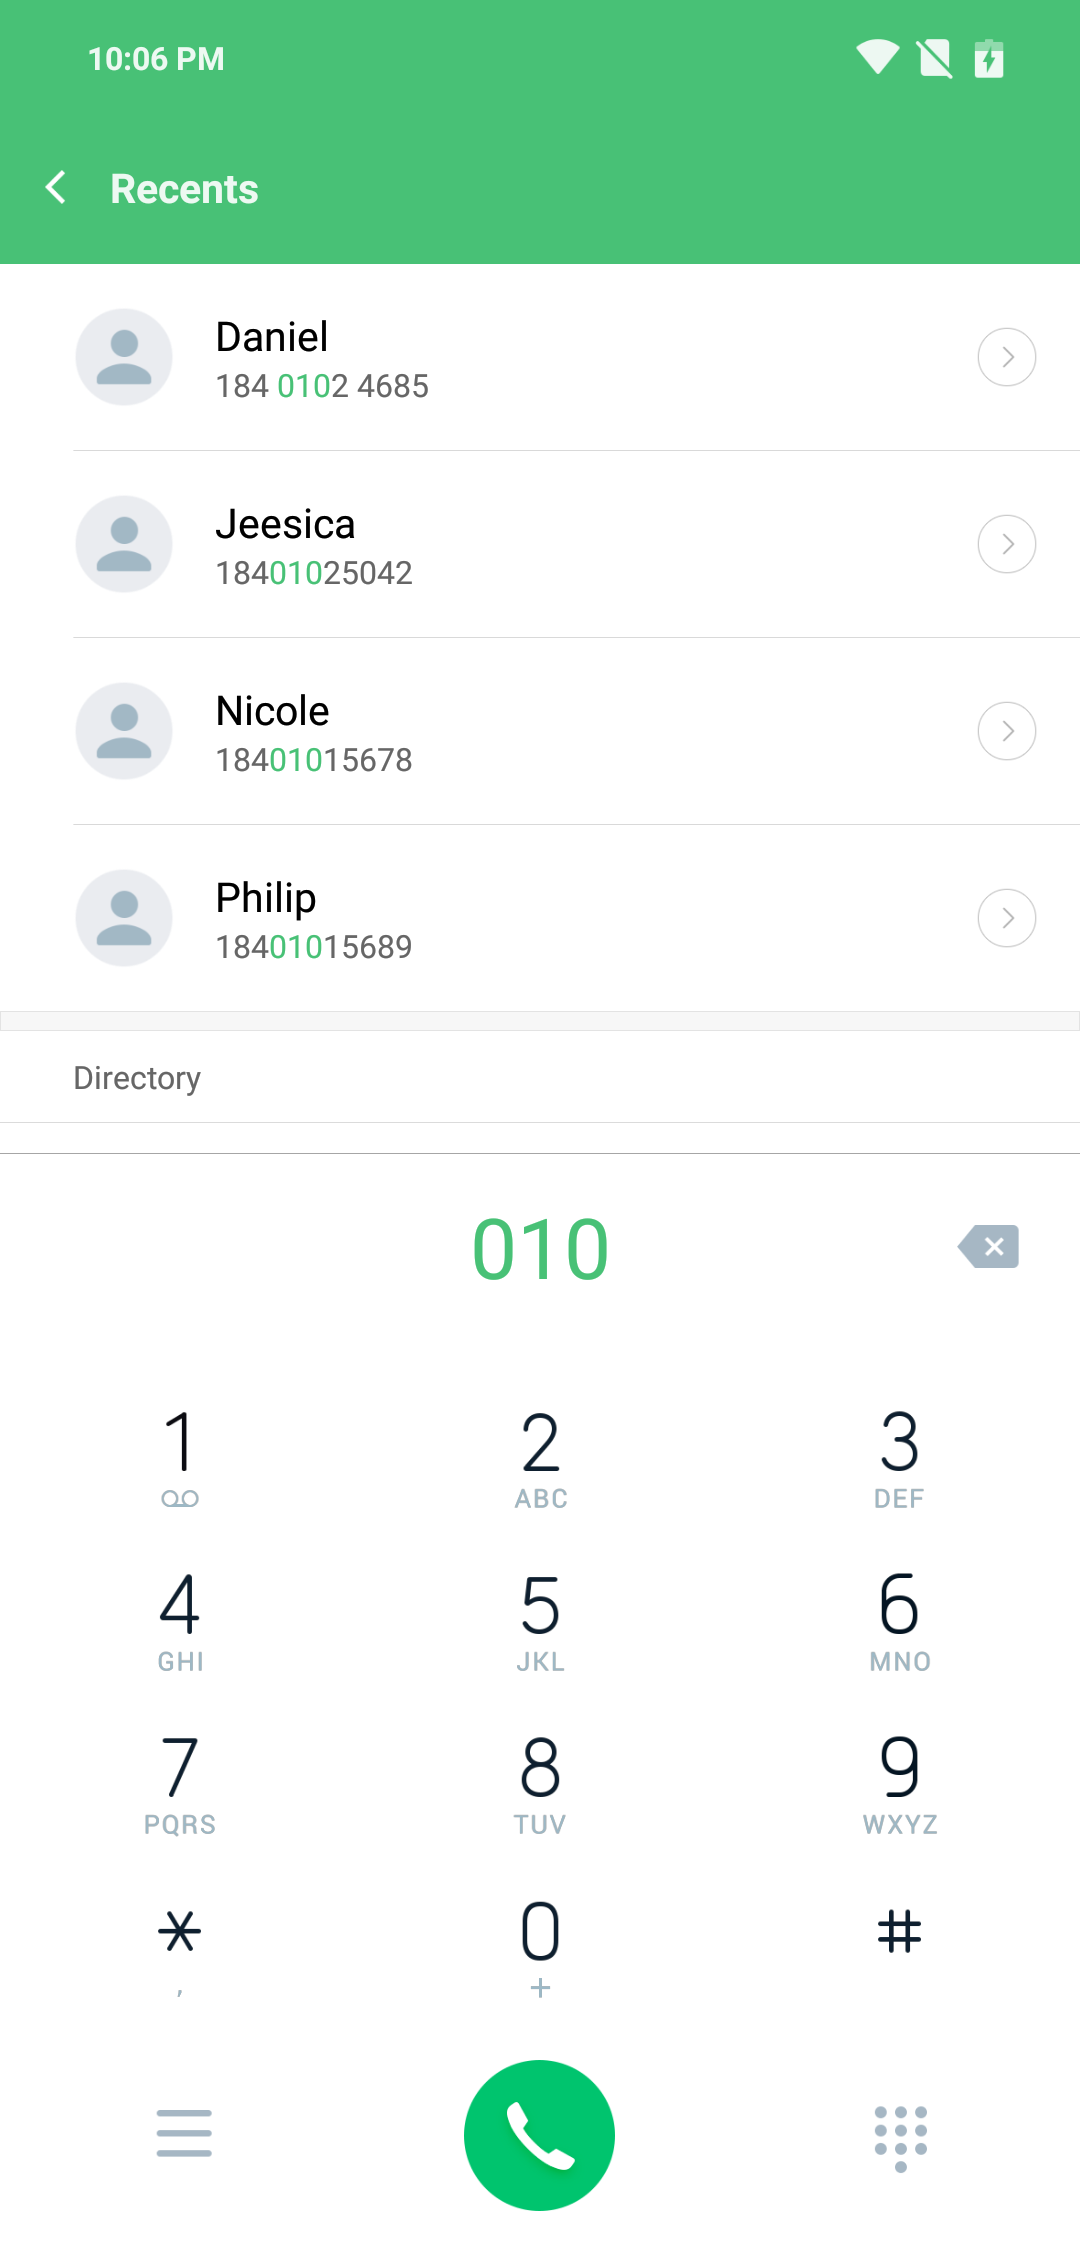 10:06 PM
Recents
Daniel
184 0102 4685
Jeesica
18401025042
Nicole
18401015678
Philip
18401015689
Directory
010
1 2 3
ABC DEF
4 5 6
GHI JKL MNO
7 8 9
PQRS TUV WXYZ
* 0 #
, +